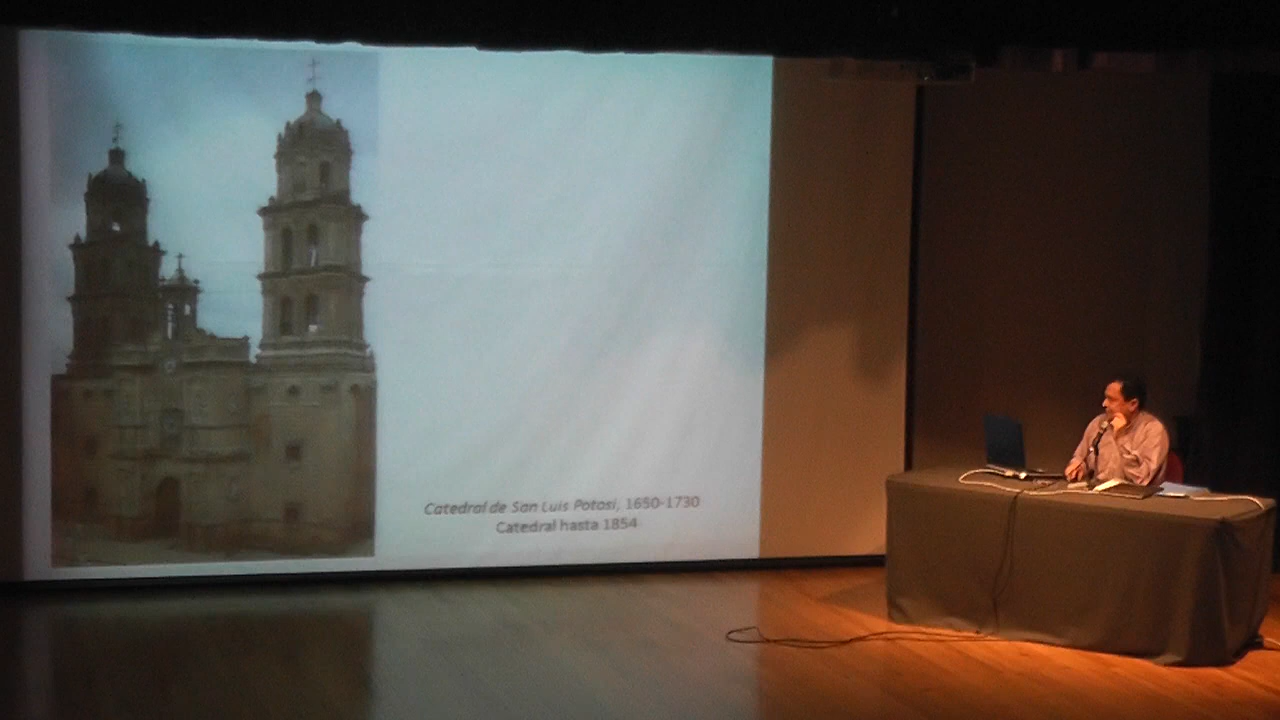 Catedral de San Luis Potosí, 1650-1730
Catedral hasta 1854